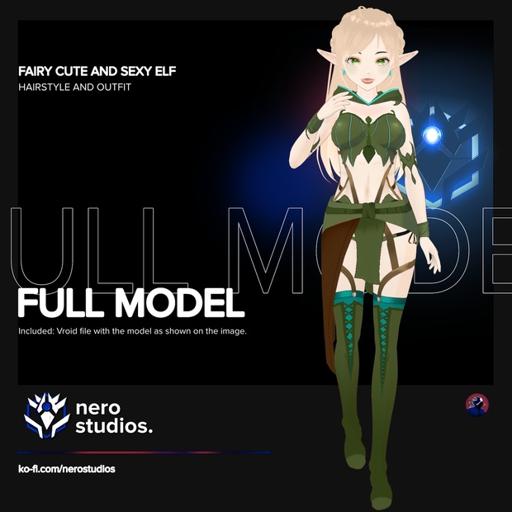 FAIRY CUTE AND SEXY ELF
HAIRSTYLE AND OUTFIT
ULL MODE
FULL MODEL
Included: Vroid file with the model as shown on the image.
nero
studios.
ko-fi.com/nerostudios